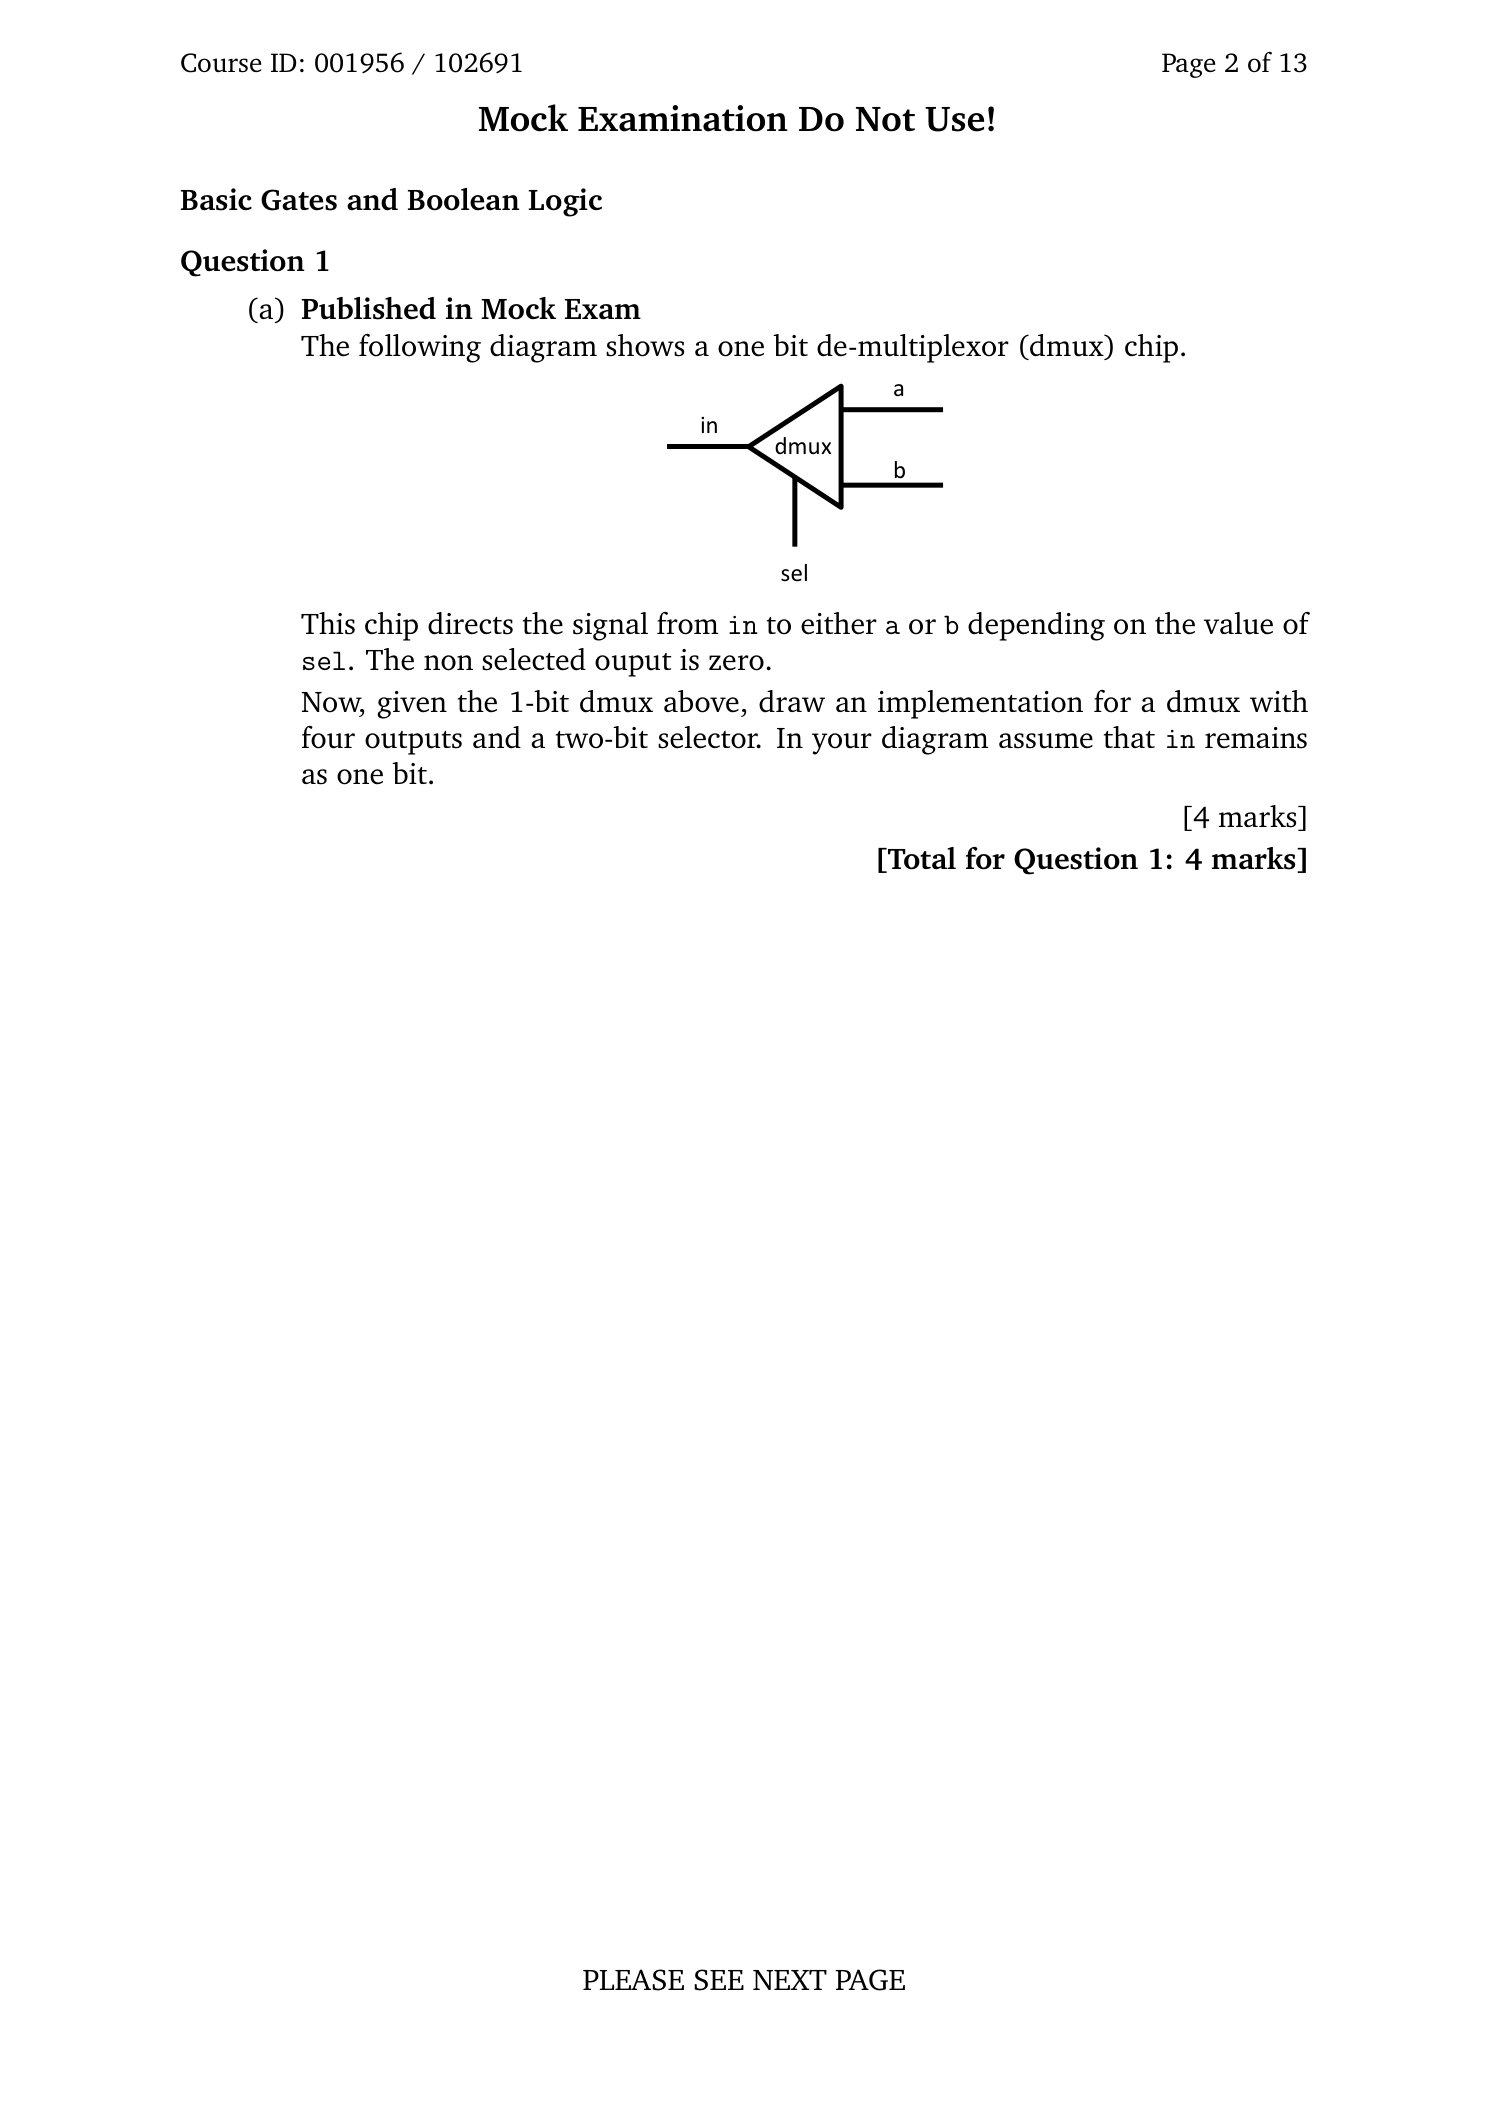 Course ID: 001956 / 102691 Page 2 of 13
Mock Examination Do Not Use!
Basic Gates and Boolean Logic
Question 1
(a) Published in Mock Exam
The following diagram shows a one bit de-multiplexor (dmux) chip.
a
in
dmux
b
sel
This chip directs the signal from in to either a or b depending on the value of
sel. The non selected ouput is zero.
Now, given the 1-bit dmux above, draw an implementation for a dmux with
four outputs and a two-bit selector. In your diagram assume that in remains
as one bit.
[4 marks]
[Total for Question 1: 4 marks]
PLEASE SEE NEXT PAGE